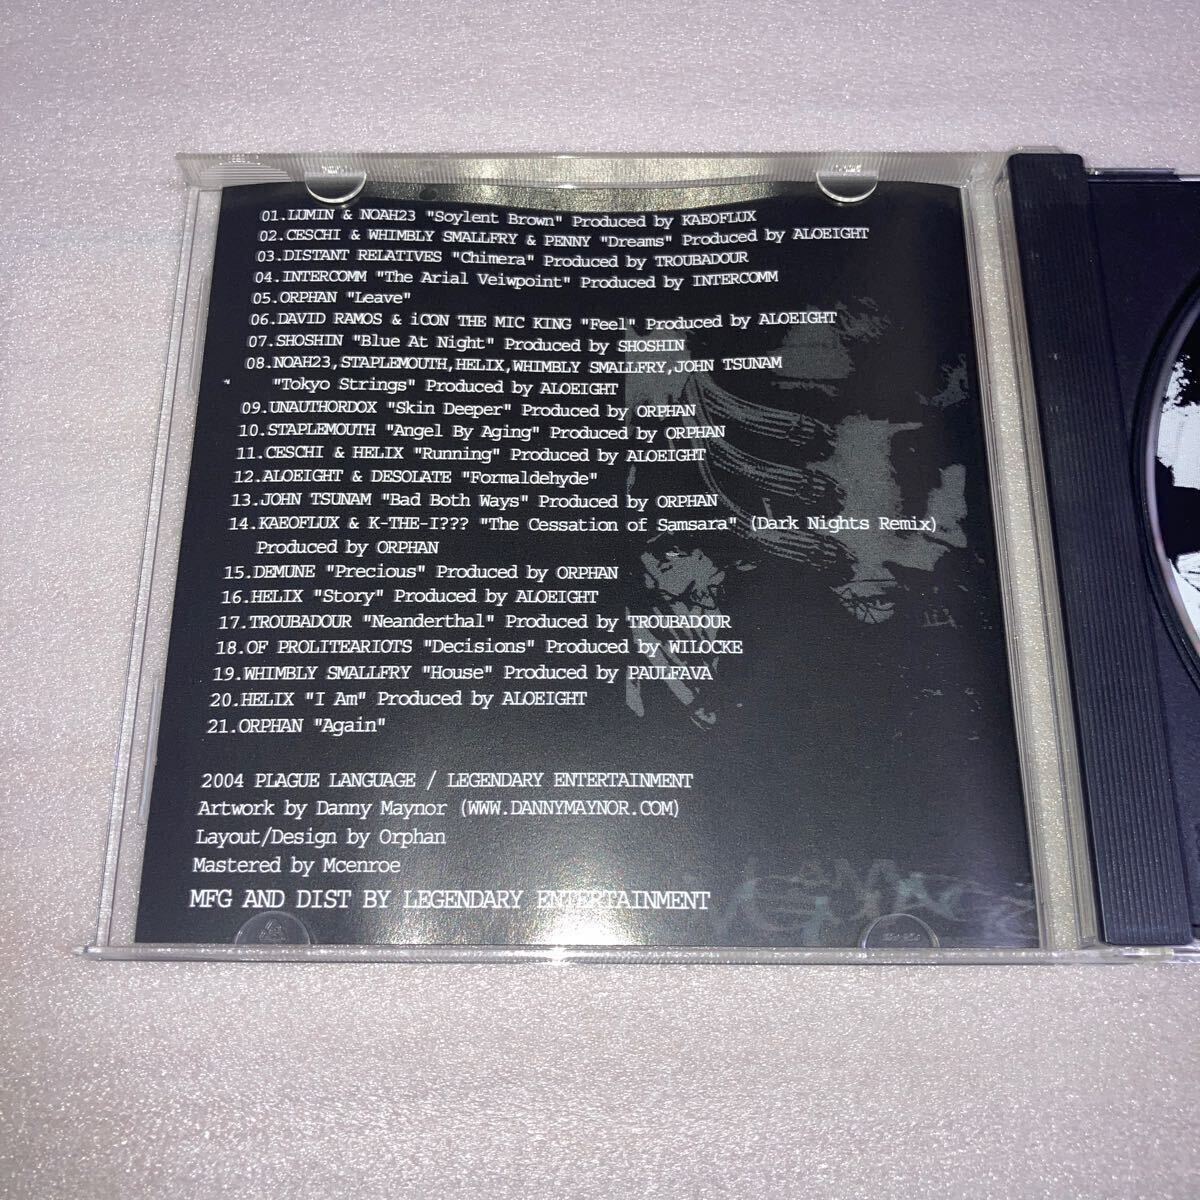 01.LUMIN & NOAH23 "Soylent Brown" Produced by KAEOFLUX
02.CESCHI & WHIMBLY SMALLFRY & PENNY "Dreams" Produced by ALOEIGHT
03.DISTANT RELATIVES "Chimera" Produced by TROUBADOUR
04.INTERCOMM "The Arial Veiwpoint" Produced by INTERCOMM
05.ORPHAN "Leave"
06.DAVID RAMOS & iCON THE MIC KING "Feel" Produced by ALOEIGHT
07.SHOSHIN "Blue At Night" Produced by SHOSHIN
08.NOAH23,STAPLEMOUTH,HELIX,WHIMBLY SMALLFRY,JOHN TSUNAM
"Tokyo Strings" Produced by ALOEIGHT
09.UNAUTHORDOX "Skin Deeper" Produced by ORPHAN
10.STAPLEMOUTH "Angel By Aging" Produced by ORPHAN
11.CESCHI & HELIX "Running" Produced by ALOEIGHT
12.ALOEIGHT & DESOLATE "Formaldehyde"
13.JOHN TSUNAM "Bad Both Ways" Produced by ORPHAN
14.KAEOFLUX & K-THE-I??? "The Cessation of Samsara" (Dark Nights Remix)
Produced by ORPHAN
15.DEMUNE "Precious" Produced by ORPHAN
16.HELIX "Story" Produced by ALOEIGHT
17.TROUBADOUR "Neanderthal" Produced by TROUBADOUR
18.OF PROLITEARIOTS "Decisions" Produced by WILOCKE
19.WHIMBLY SMALLFRY "House" Produced by PAULFAVA
20.HELIX "I Am" Produced by ALOEIGHT
21.ORPHAN "Again"
2004 PLAGUE LANGUAGE / LEGENDARY ENTERTAINMENT
Artwork by Danny Maynor (WWW.DANNYMAYNOR.COM)
Layout/Design by Orphan
Mastered by Mcenroe
MFG AND DIST BY LEGENDARY ENTERTAINMENT